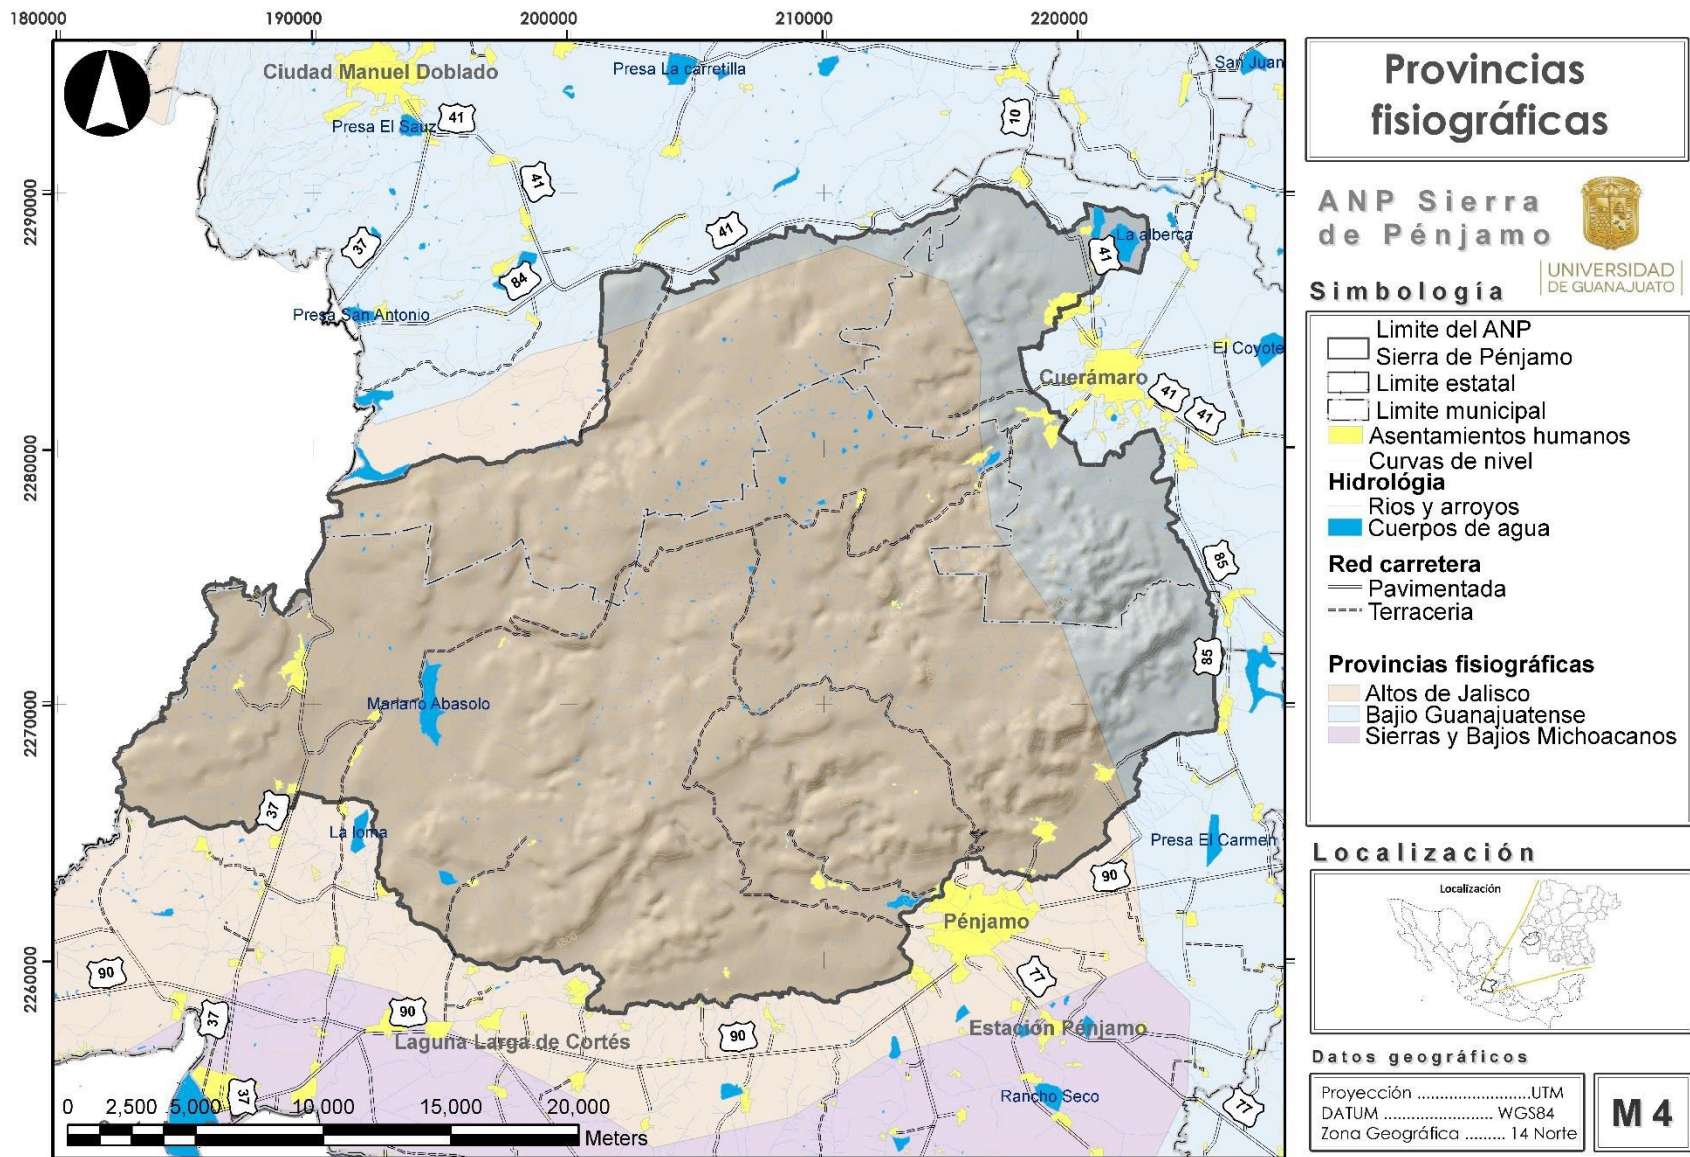 180000
190000
200000
210000
220000
2290000
2280000
2270000
2260000
Ciudad Manuel Doblado
Presa La carretilla
San Juan
Presa El Sauz
41
10
41
41
37
84
La alberca
41
Presa San Antonio
El Coyote
Cuerámaro
41
41
85
85
Mariano Abasolo
37
La loma
Presa El Carmen
90
Pénjamo
90
77
37
90
Laguna Larga de Cortés
90
Estación Pénjamo
37
Rancho Seco
77
1800
0 2,500 5,000 10,000 15,000 20,000
Meters
Provincias
fisiográficas
ANP Sierra
de Pénjamo
UNIVERSIDAD
DE GUANAJUATO
Simbología
Limite del ANP
Sierra de Pénjamo
Limite estatal
Limite municipal
Asentamientos humanos
Curvas de nivel
Hidrológia
Rios y arroyos
Cuerpos de agua
Red carretera
Pavimentada
Terraceria
Provincias fisiográficas
Altos de Jalisco
Bajio Guanajuatense
Sierras y Bajios Michoacanos
Localización
Localización
Datos geográficos
Proyección ........................UTM
DATUM ....................... WGS84
Zona Geográfica ......... 14 Norte
M 4